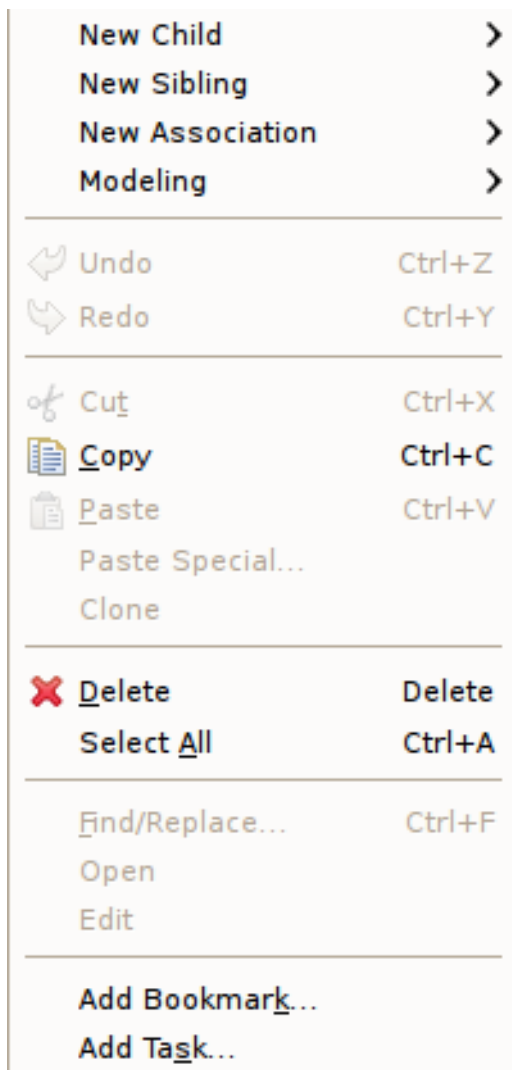 New Child
New Sibling
New Association
Modeling
Undo Ctrl+Z
Redo Ctrl+Y
Cut Ctrl+X
Copy Ctrl+C
Paste Ctrl+V
Paste Special...
Clone
Delete Delete
Select All Ctrl+A
Find/Replace... Ctrl+F
Open
Edit
Add Bookmark...
Add Task...